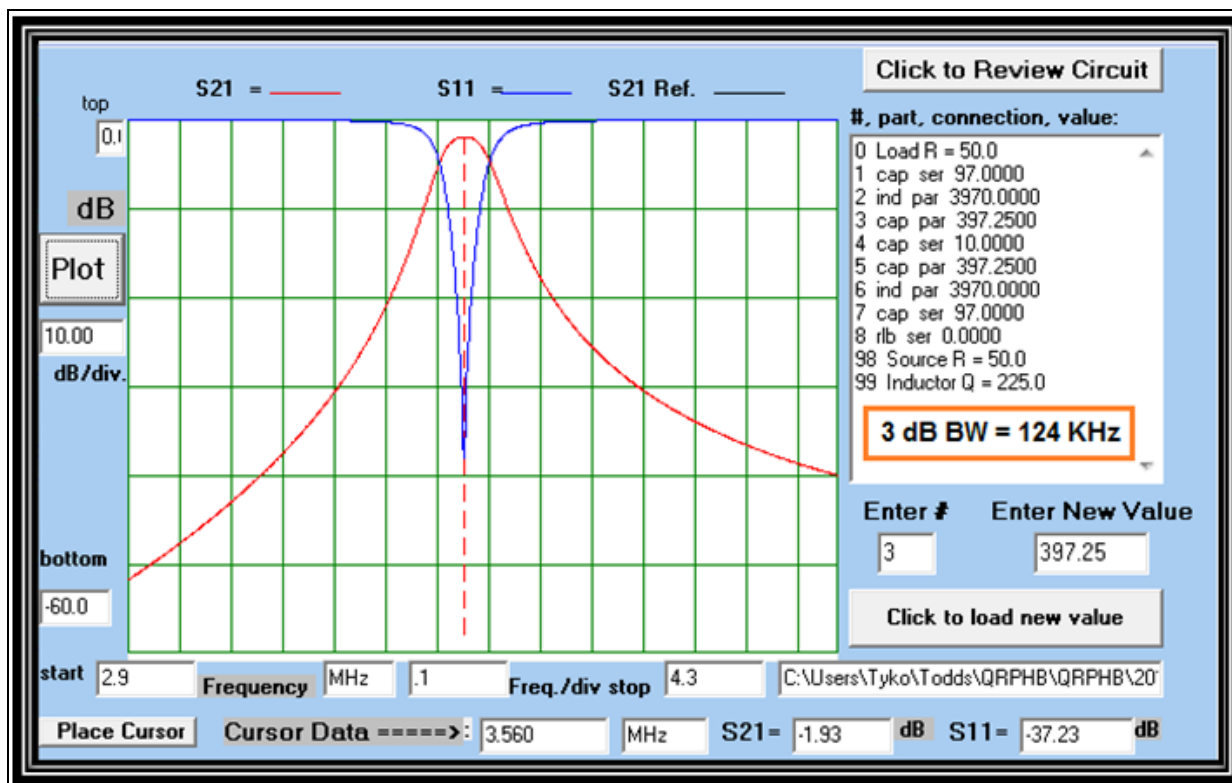 Click to Review Circuit
S21 =
S11 =
S21 Ref.
top
#, part, connection, value:
0 Load R = 50.0
1 cap ser 97.0000
2 ind par 3970.0000
3 cap par 397.2500
4 cap ser 10.0000
5 cap par 397.2500
6 ind par 3970.0000
7 cap ser 97.0000
8 rlb ser 0.0000
98 Source R = 50.0
99 Inductor Q = 225.0
3 dB BW = 124 KHz
dB
Plot
10.00
dB/div.
Enter #
Enter New Value
3
397.25
bottom
-60.0
Click to load new value
start
2.9
Frequency
MHz
.1
Freq./div
stop
4.3
C:\Users\Tyko\Todds\QRPHB\QRPHB\20
Place Cursor
Cursor Data =====>:
3.560
MHz
S21=
-1.93
dB
S11=
-37.23
dB